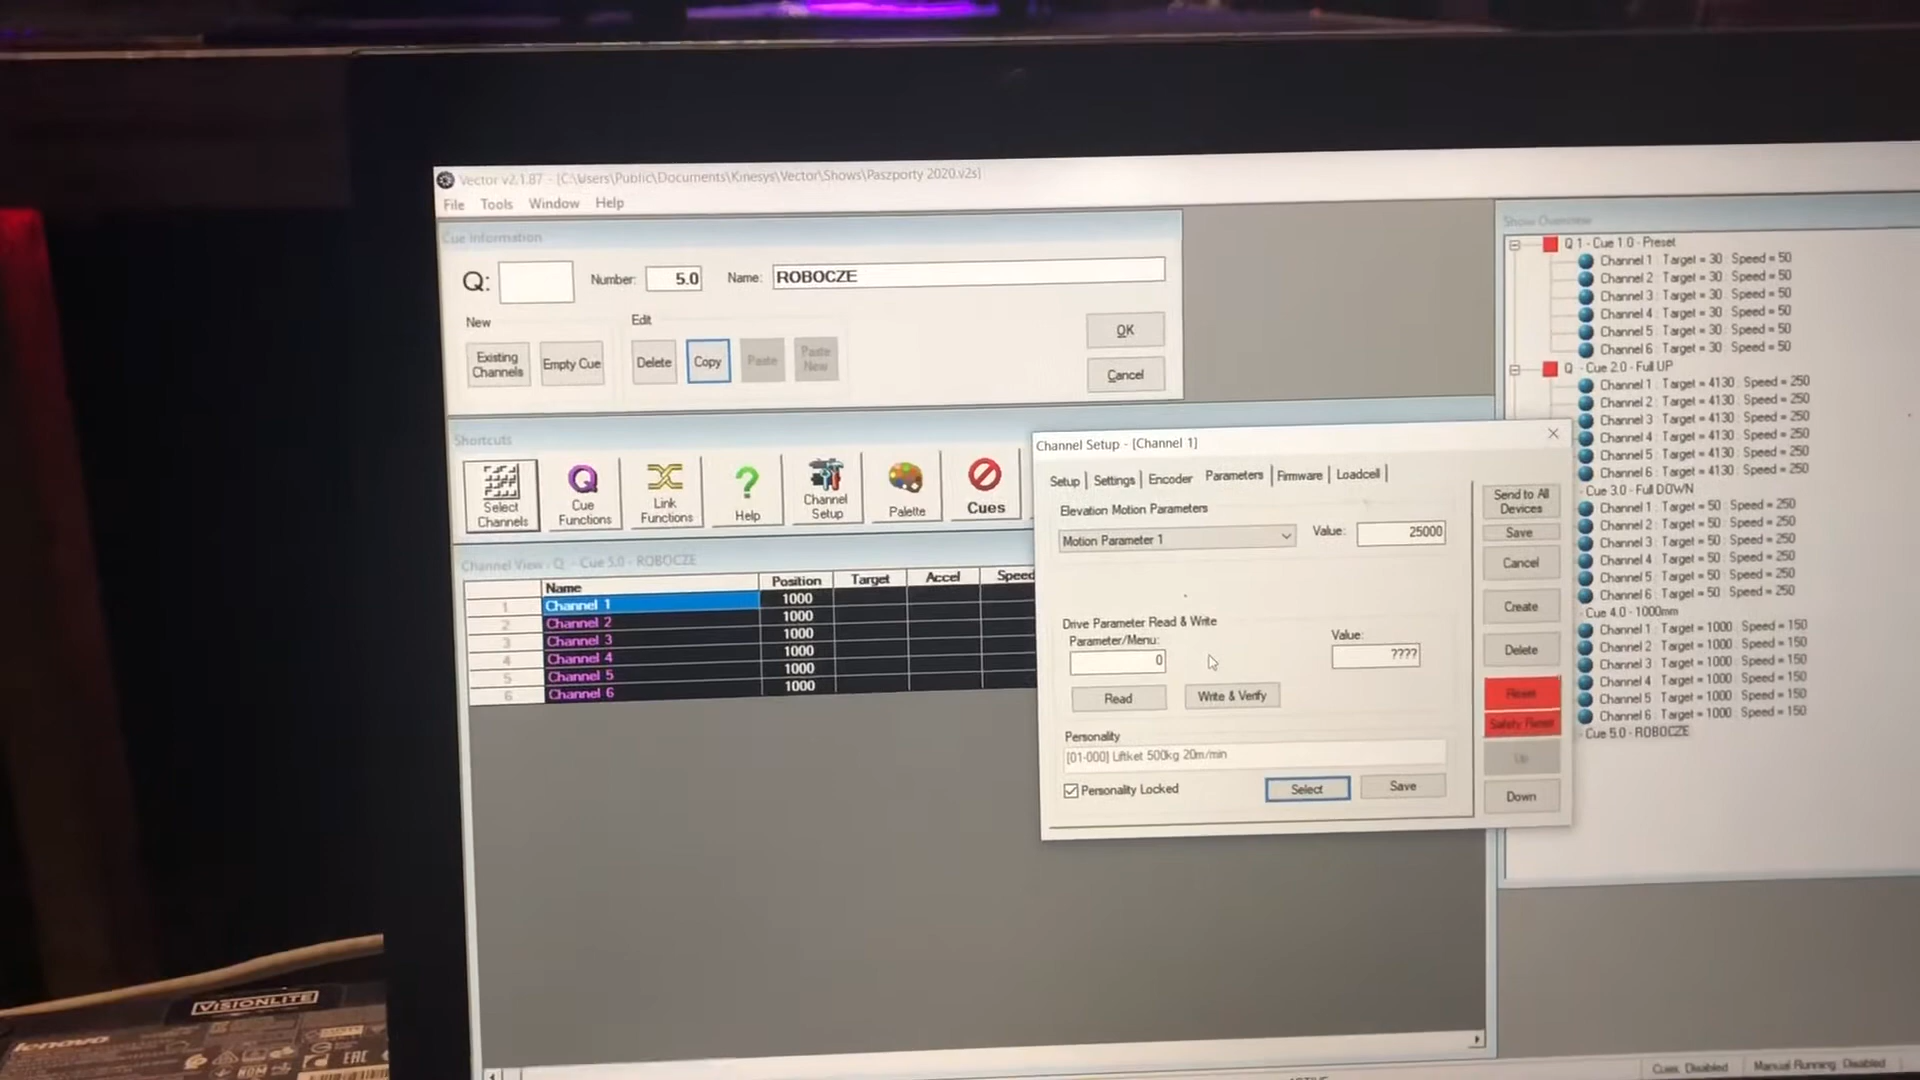 Vector v2.1.87 - [C:\Users\Public\Documents\Kinesys\Vector\Shows\Paszporty 2020.v2s]
File Tools Window Help
Cue Information
Q: Number: 5.0 Name: ROBOCZE
New
Edit
Existing Channels
Empty Cue
Delete
Copy
Paste
Paste New
OK
Cancel
Shortcuts
Select Channels
Cue Functions
Link Functions
Help
Channel Setup
Palette
Cues
Channel View - Q - Cue 5.0 - ROBOCZE
Name Position Target Accel Speed
1 Channel 1 1000
2 Channel 2 1000
3 Channel 3 1000
4 Channel 4 1000
5 Channel 5 1000
6 Channel 6 1000
Channel Setup - [Channel 1]
Setup Settings Encoder Parameters Firmware Loadcell
Elevation Motion Parameters
Motion Parameter 1 Value: 25000
Drive Parameter Read & Write
Parameter/Menu: Value:
0 ????
Read Write & Verify
Personality
[01-000] Liftket 500kg 20m/min
Personality Locked Select Save
Send to All Devices
Save
Cancel
Create
Delete
Reset
Safety Reset
Up
Down
Show Overview
Q 1 - Cue 1.0 - Preset
Channel 1 : Target = 30 : Speed = 50
Channel 2 : Target = 30 : Speed = 50
Channel 3 : Target = 30 : Speed = 50
Channel 4 : Target = 30 : Speed = 50
Channel 5 : Target = 30 : Speed = 50
Channel 6 : Target = 30 : Speed = 50
Q - Cue 2.0 - Full UP
Channel 1 : Target = 4130 : Speed = 250
Channel 2 : Target = 4130 : Speed = 250
Channel 3 : Target = 4130 : Speed = 250
Channel 4 : Target = 4130 : Speed = 250
Channel 5 : Target = 4130 : Speed = 250
Channel 6 : Target = 4130 : Speed = 250
- Cue 3.0 - Full DOWN
Channel 1 : Target = 50 : Speed = 250
Channel 2 : Target = 50 : Speed = 250
Channel 3 : Target = 50 : Speed = 250
Channel 4 : Target = 50 : Speed = 250
Channel 5 : Target = 50 : Speed = 250
Channel 6 : Target = 50 : Speed = 250
- Cue 4.0 - 1000mm
Channel 1 : Target = 1000 : Speed = 150
Channel 2 : Target = 1000 : Speed = 150
Channel 3 : Target = 1000 : Speed = 150
Channel 4 : Target = 1000 : Speed = 150
Channel 5 : Target = 1000 : Speed = 150
Channel 6 : Target = 1000 : Speed = 150
- Cue 5.0 - ROBOCZE
Cues: Disabled Manual Running: Disabled
VISIONLITE
lenovo
EAC